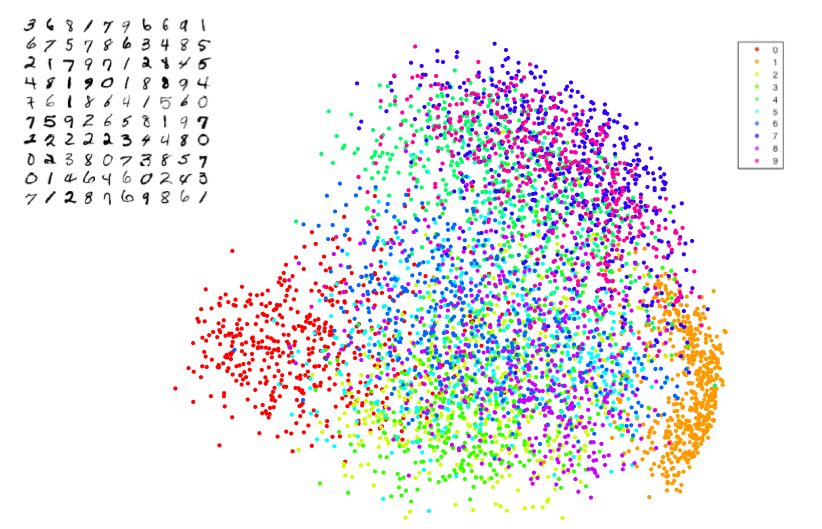 3 6 8 1 7 9 6 6 9 1
6 7 5 7 8 6 3 4 8 5
2 1 7 9 7 1 2 8 4 5
4 8 1 9 0 1 8 8 9 4
7 6 1 8 6 4 1 5 6 0
7 5 9 2 6 5 8 1 9 7
2 2 2 2 2 3 4 4 8 0
0 2 3 8 0 7 3 8 5 7
0 1 4 6 4 6 0 2 4 3
7 1 2 8 7 6 9 8 6 1
0
1
2
3
4
5
6
7
8
9